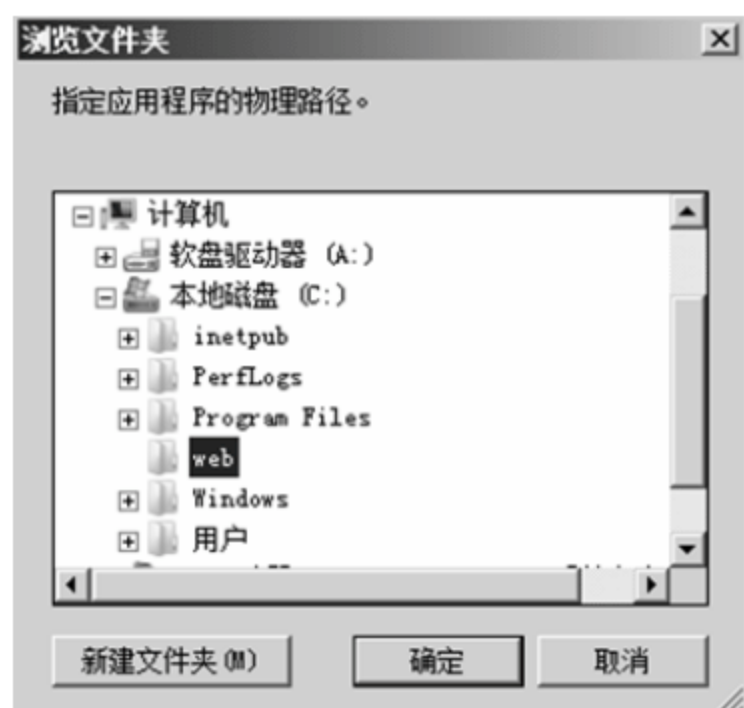 浏览文件夹
指定应用程序的物理路径。
计算机
软盘驱动器 (A:)
本地磁盘 (C:)
inetpub
PerfLogs
Program Files
web
Windows
用户
新建文件夹(M)
确定
取消